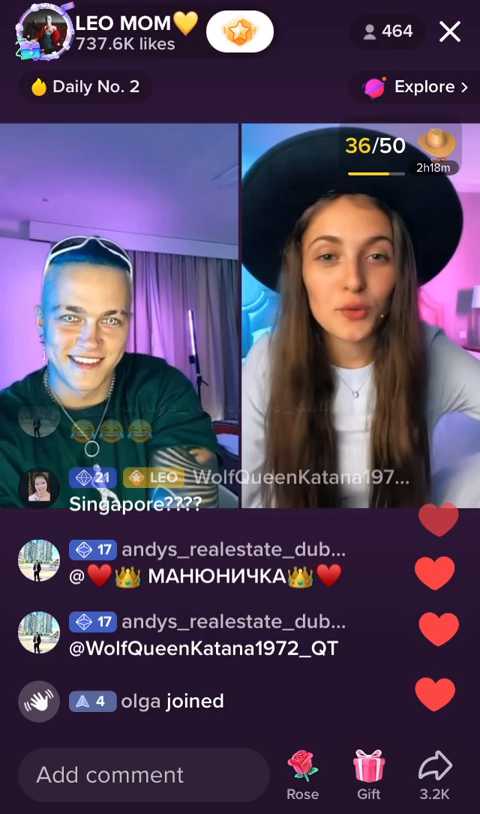 LEO MOM💛
737.6K likes
464
Daily No. 2
Explore >
36/50
2h18m
😂😂😂
21 LEO WolfQueenKatana197...
Singapore????
17 andys_realestate_dub...
@♥️👑 МАНЮНИЧКА👑♥️
17 andys_realestate_dub...
@WolfQueenKatana1972_QT
4 olga joined
Add comment
Rose
Gift
3.2K